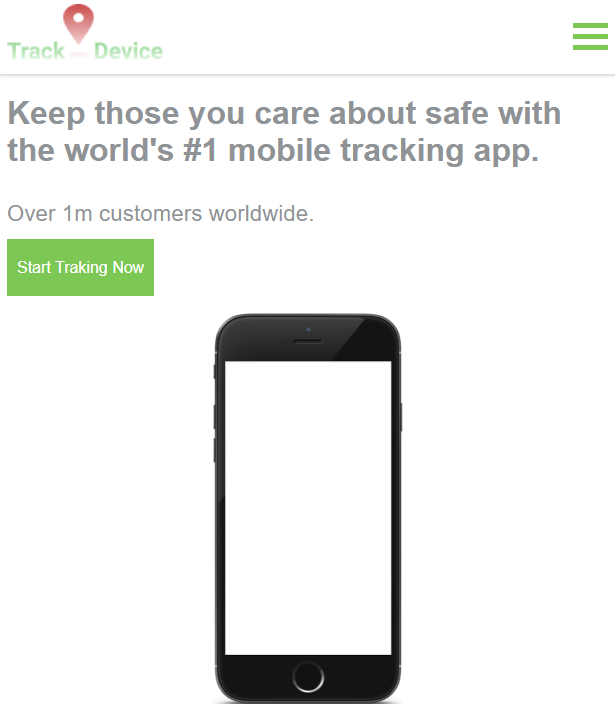 Track Device
Keep those you care about safe with
the world's #1 mobile tracking app.
Over 1m customers worldwide.
Start Traking Now